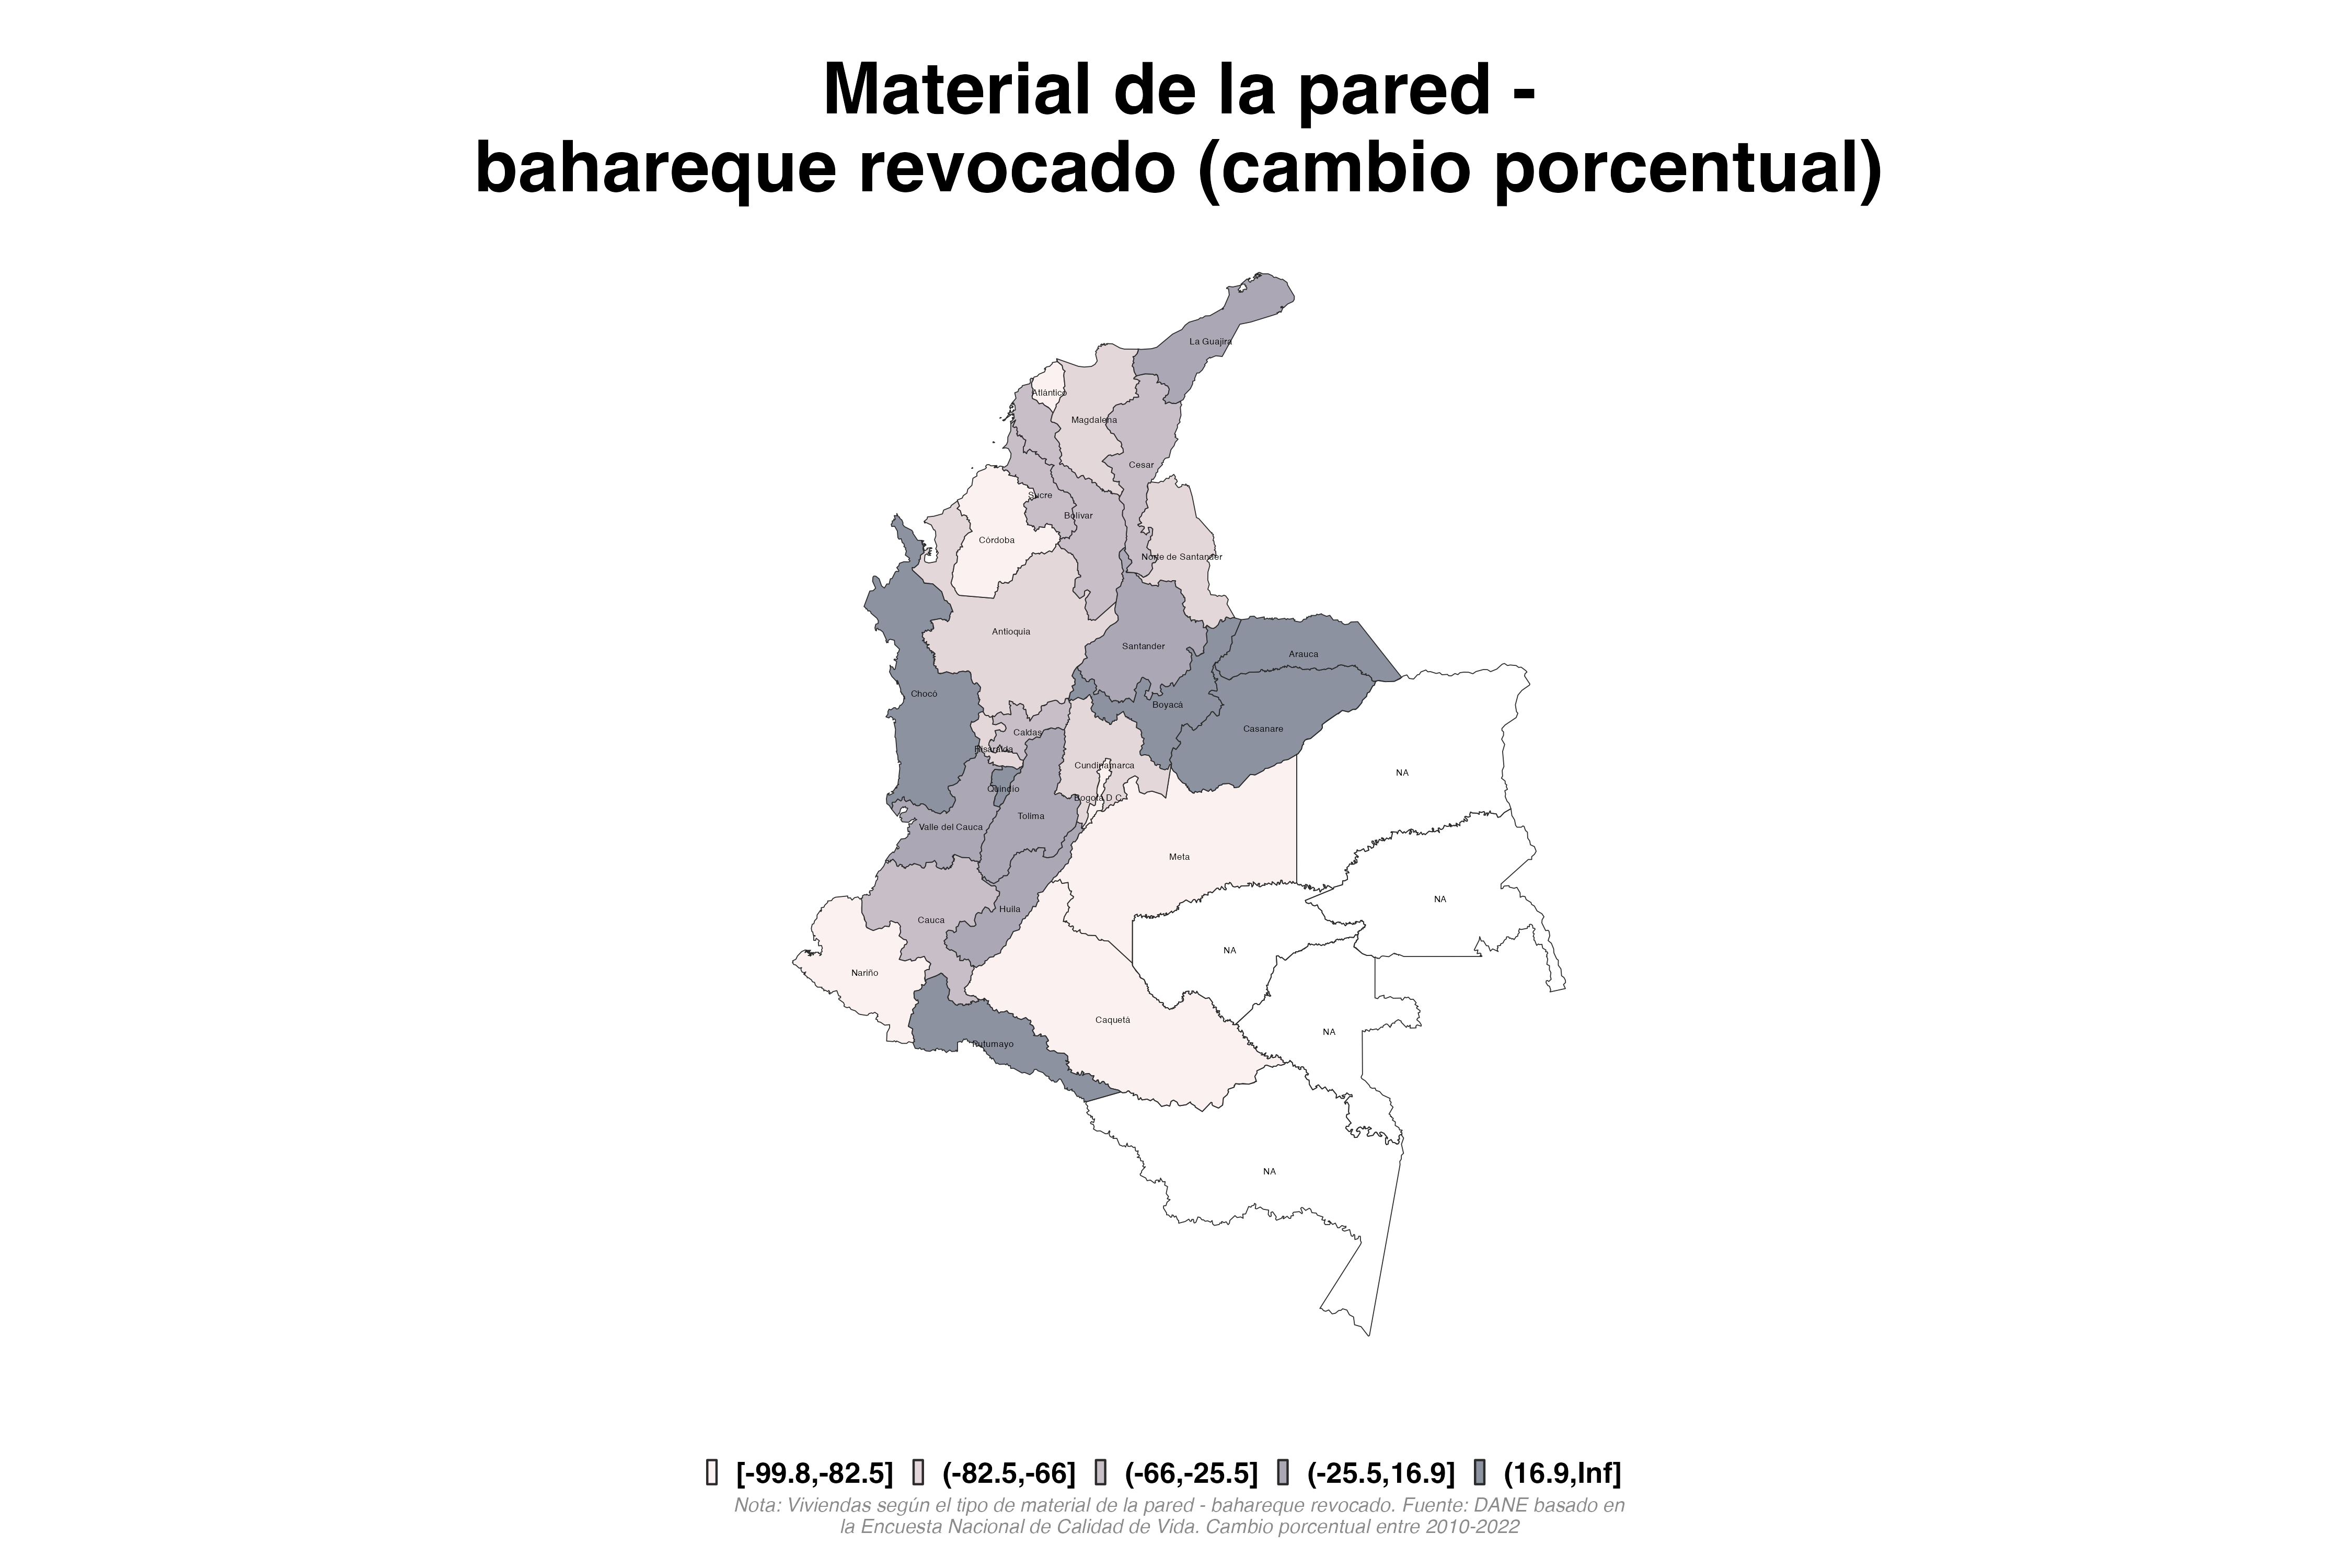 Material de la pared -
bahareque revocado (cambio porcentual)
La Guajira
Atlántico
Magdalena
Cesar
Sucre
Bolívar
Córdoba
Norte de Santander
Antioquia
Santander
Arauca
Chocó
Boyacá
Casanare
Caldas
Risaralda
Cundinamarca
NA
Quindío
Bogotá D.C.
Tolima
Valle del Cauca
Meta
NA
Huila
Cauca
NA
Nariño
Caquetá
NA
Putumayo
NA
[-99.8,-82.5] (-82.5,-66] (-66,-25.5] (-25.5,16.9] (16.9,Inf]
Nota: Viviendas según el tipo de material de la pared - bahareque revocado. Fuente: DANE basado en
la Encuesta Nacional de Calidad de Vida. Cambio porcentual entre 2010-2022